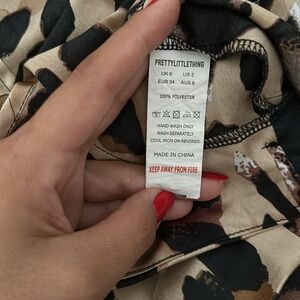 PRETTYLITTLETHING
UK 6 US 2
EUR 34 AUS 6
100% POLYESTER
HAND WASH ONLY
WASH SEPARATELY
COOL IRON ON REVERSE
MADE IN CHINA
KEEP AWAY FROM FIRE